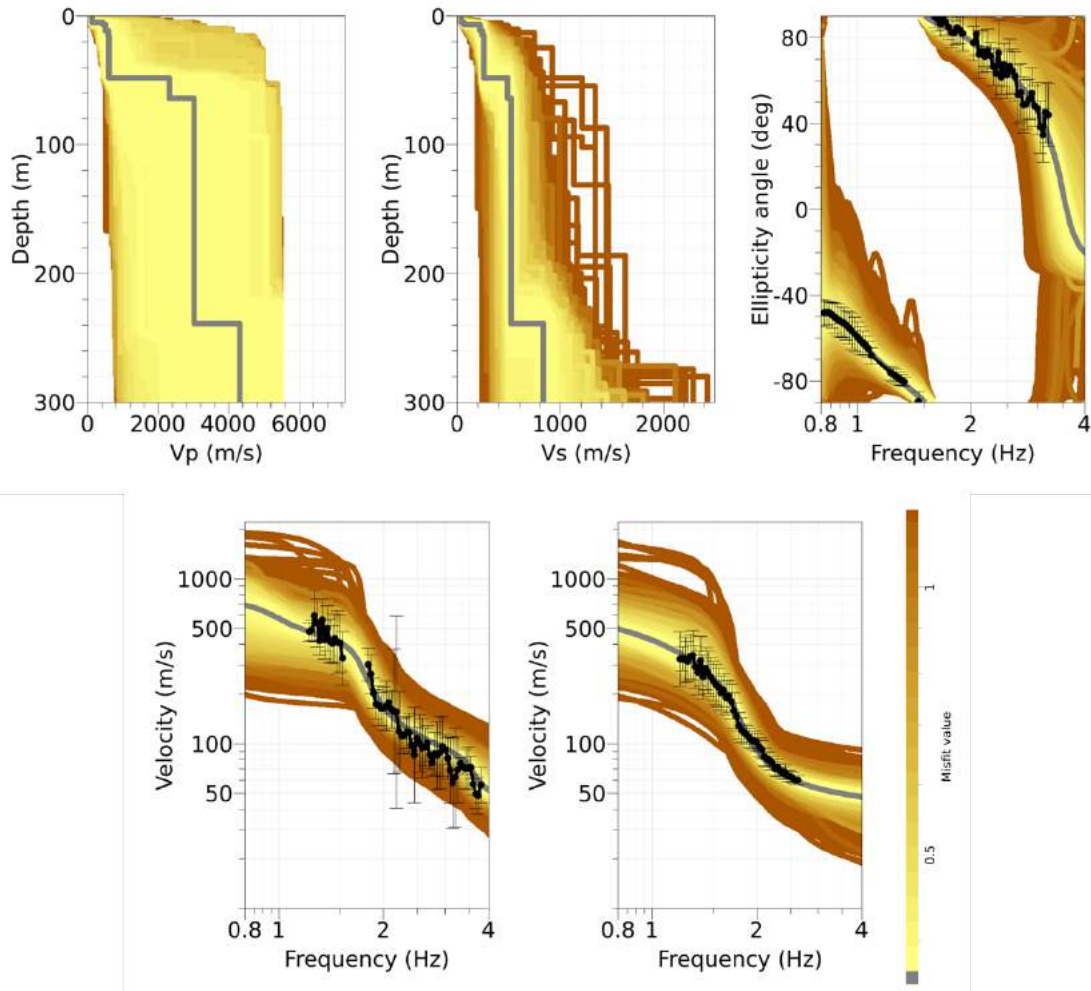 0
100
200
300
Depth (m)
0 2000 4000 6000
Vp (m/s)
0
100
200
300
Depth (m)
0 1000 2000
Vs (m/s)
80
40
0
-40
-80
Ellipticity angle (deg)
0.8 1 2 4
Frequency (Hz)
1000
500
100
50
Velocity (m/s)
0.8 1 2 4
Frequency (Hz)
1000
500
100
50
Velocity (m/s)
0.8 1 2 4
Frequency (Hz)
1
0.5
Misfit value